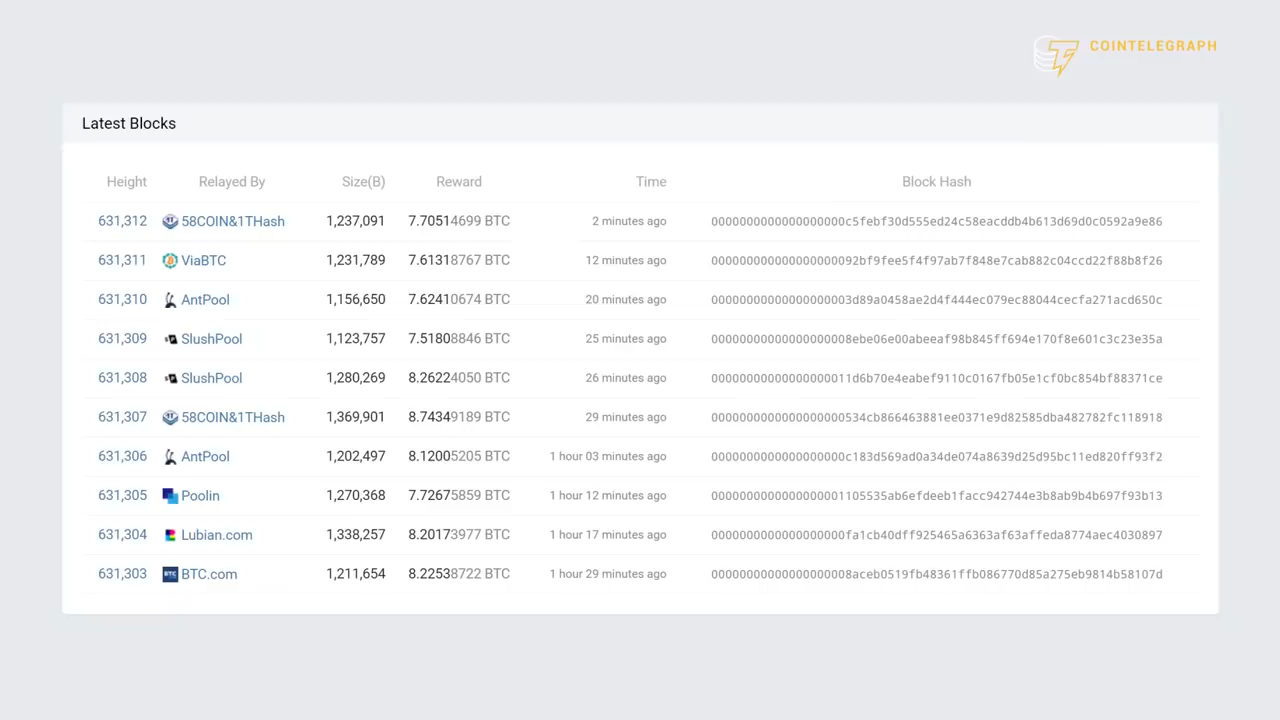 COINTELEGRAPH
Latest Blocks
Height Relayed By Size(B) Reward Time Block Hash
631,312 58COIN&1THash 1,237,091 7.70514699 BTC 2 minutes ago 0000000000000000000c5febf30d555ed24c58eacddb4b613d69d0c0592a9e86
631,311 ViaBTC 1,231,789 7.61318767 BTC 12 minutes ago 00000000000000000092bf9fee5f4f97ab7f848e7cab882c04ccd22f88b8f26
631,310 AntPool 1,156,650 7.62410674 BTC 20 minutes ago 0000000000000000003d89a0458ae2d4f444ec079ec88044cecfa271acd650c
631,309 SlushPool 1,123,757 7.51808846 BTC 25 minutes ago 0000000000000000008ebe06e00abeeaf98b845ff694e170f8e601c3c23e35a
631,308 SlushPool 1,280,269 8.26224050 BTC 26 minutes ago 00000000000000000011d6b70e4eabef9110c0167fb05e1cf0bc854bf88371ce
631,307 58COIN&1THash 1,369,901 8.74349189 BTC 29 minutes ago 0000000000000000000534cb866463881ee0371e9d82585dba482782fc118918
631,306 AntPool 1,202,497 8.12005205 BTC 1 hour 03 minutes ago 0000000000000000000c183d569ad0a34de074a8639d25d95bc11ed820ff93f2
631,305 Poolin 1,270,368 7.72675859 BTC 1 hour 12 minutes ago 0000000000000000001105535ab6efdeeb1facc942744e3b8ab9b4b697f93b13
631,304 Lubian.com 1,338,257 8.20173977 BTC 1 hour 17 minutes ago 0000000000000000000fa1cb40dff925465a6363af63affeda8774aec4030897
631,303 BTC.com 1,211,654 8.22538722 BTC 1 hour 29 minutes ago 0000000000000000008aceb0519fb48361ffb086770d85a275eb9814b58107d